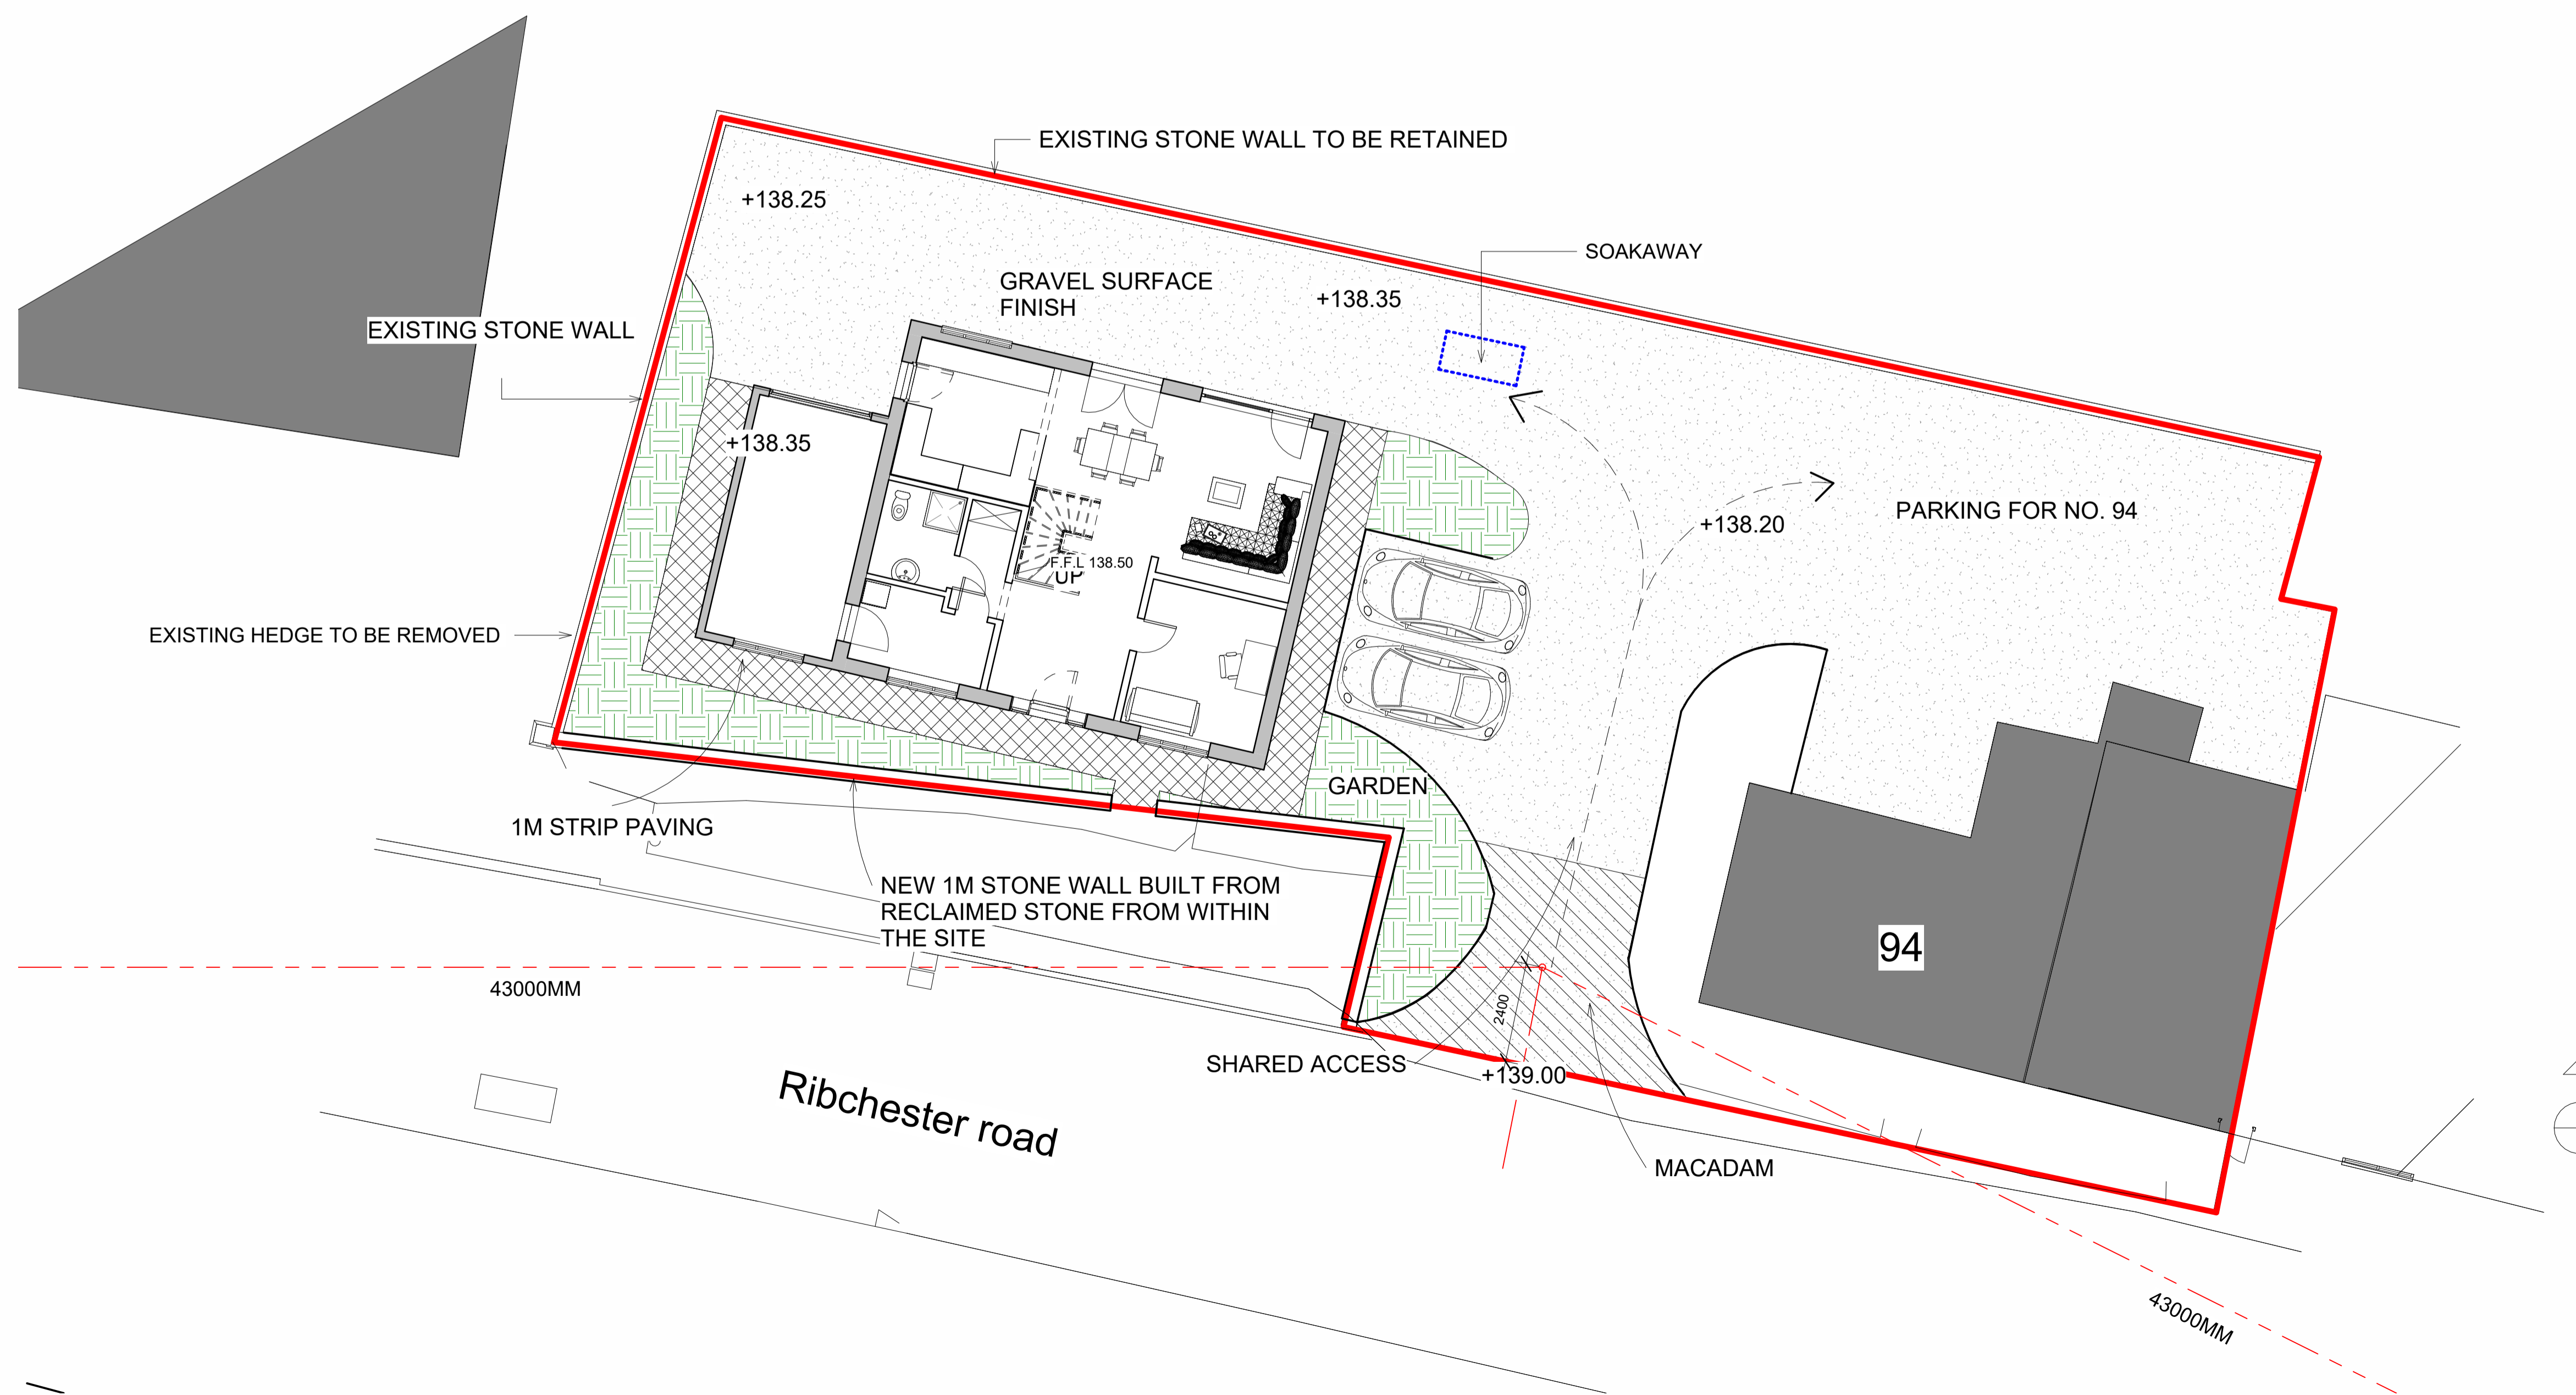 EXISTING STONE WALL TO BE RETAINED
+138.25
SOAKAWAY
GRAVEL SURFACE
FINISH
+138.35
EXISTING STONE WALL
+138.35
PARKING FOR NO. 94
+138.20
F.F.L 138.50
UP
EXISTING HEDGE TO BE REMOVED
GARDEN
1M STRIP PAVING
NEW 1M STONE WALL BUILT FROM
RECLAIMED STONE FROM WITHIN
THE SITE
94
43000MM
2400
SHARED ACCESS
+139.00
Ribchester road
MACADAM
43000MM